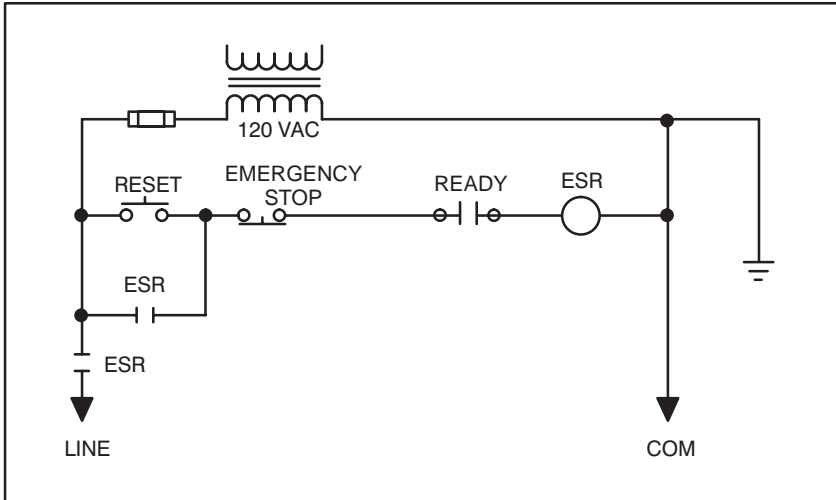 120 VAC
RESET
EMERGENCY
STOP
READY
ESR
ESR
ESR
LINE
COM